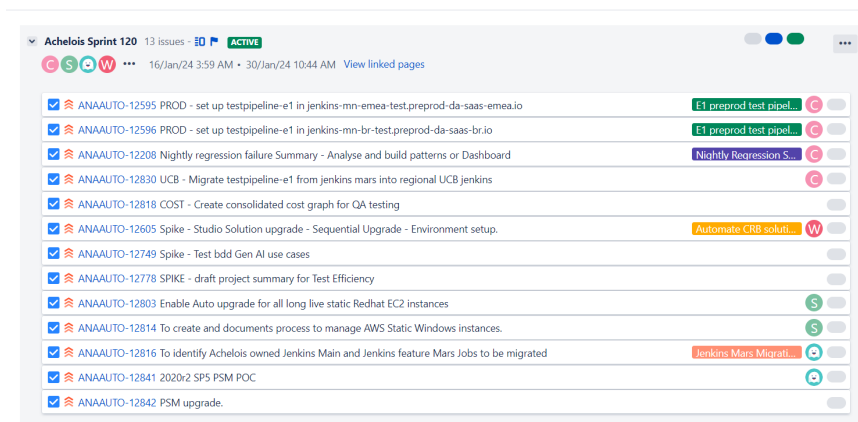 Achelois Sprint 120 13 issues - ACTIVE
C S W ••• 16/Jan/24 3:59 AM • 30/Jan/24 10:44 AM View linked pages
ANAAUTO-12595 PROD - set up testpipeline-e1 in jenkins-mn-emea-test.preprod-da-saas-emea.io E1 preprod test pipel... C
ANAAUTO-12596 PROD - set up testpipeline-e1 in jenkins-mn-br-test.preprod-da-saas-br.io E1 preprod test pipel... C
ANAAUTO-12208 Nightly regression failure Summary - Analyse and build patterns or Dashboard Nightly Regression S... C
ANAAUTO-12830 UCB - Migrate testpipeline-e1 from jenkins mars into regional UCB jenkins C
ANAAUTO-12818 COST - Create consolidated cost graph for QA testing
ANAAUTO-12605 Spike - Studio Solution upgrade - Sequential Upgrade - Environment setup. Automate CRB soluti... W
ANAAUTO-12749 Spike - Test bdd Gen AI use cases
ANAAUTO-12778 SPIKE - draft project summary for Test Efficiency
ANAAUTO-12803 Enable Auto upgrade for all long live static Redhat EC2 instances S
ANAAUTO-12814 To create and documents process to manage AWS Static Windows instances. S
ANAAUTO-12816 To identify Achelois owned Jenkins Main and Jenkins feature Mars Jobs to be migrated Jenkins Mars Migrati...
ANAAUTO-12841 2020r2 SP5 PSM POC
ANAAUTO-12842 PSM upgrade.